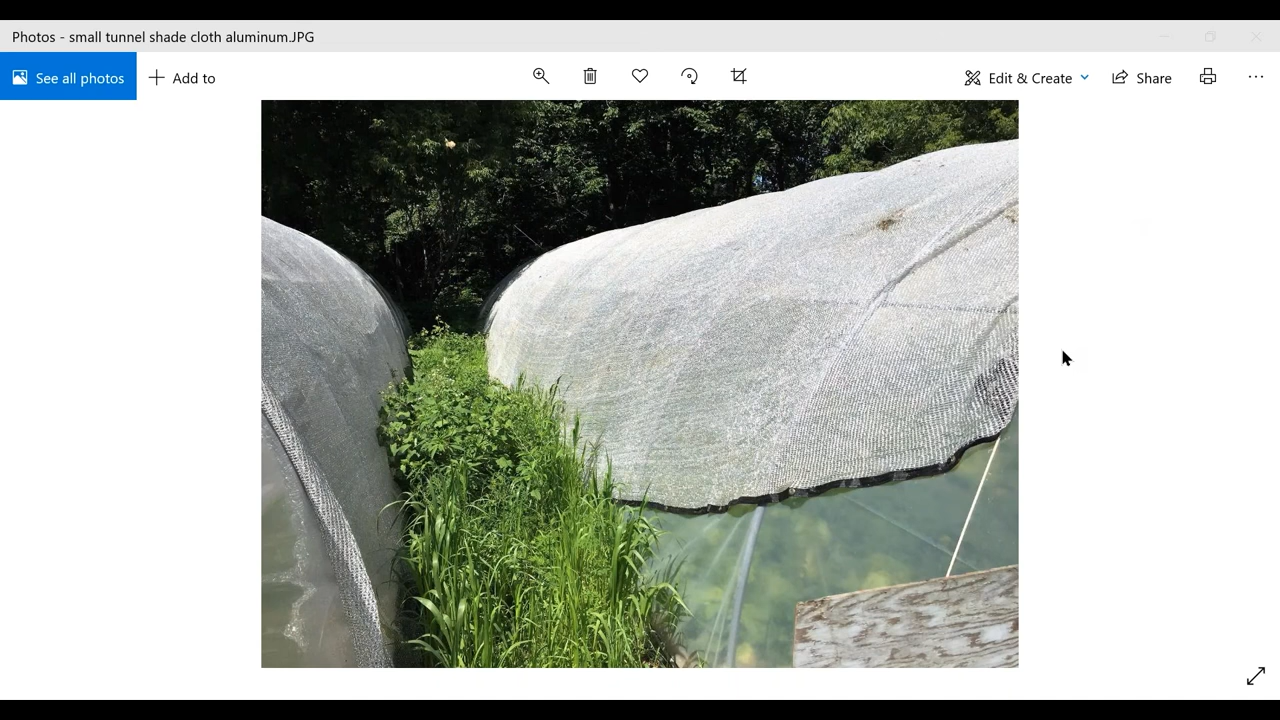 Photos - small tunnel shade cloth aluminum.JPG
See all photos
Add to
Edit & Create
Share